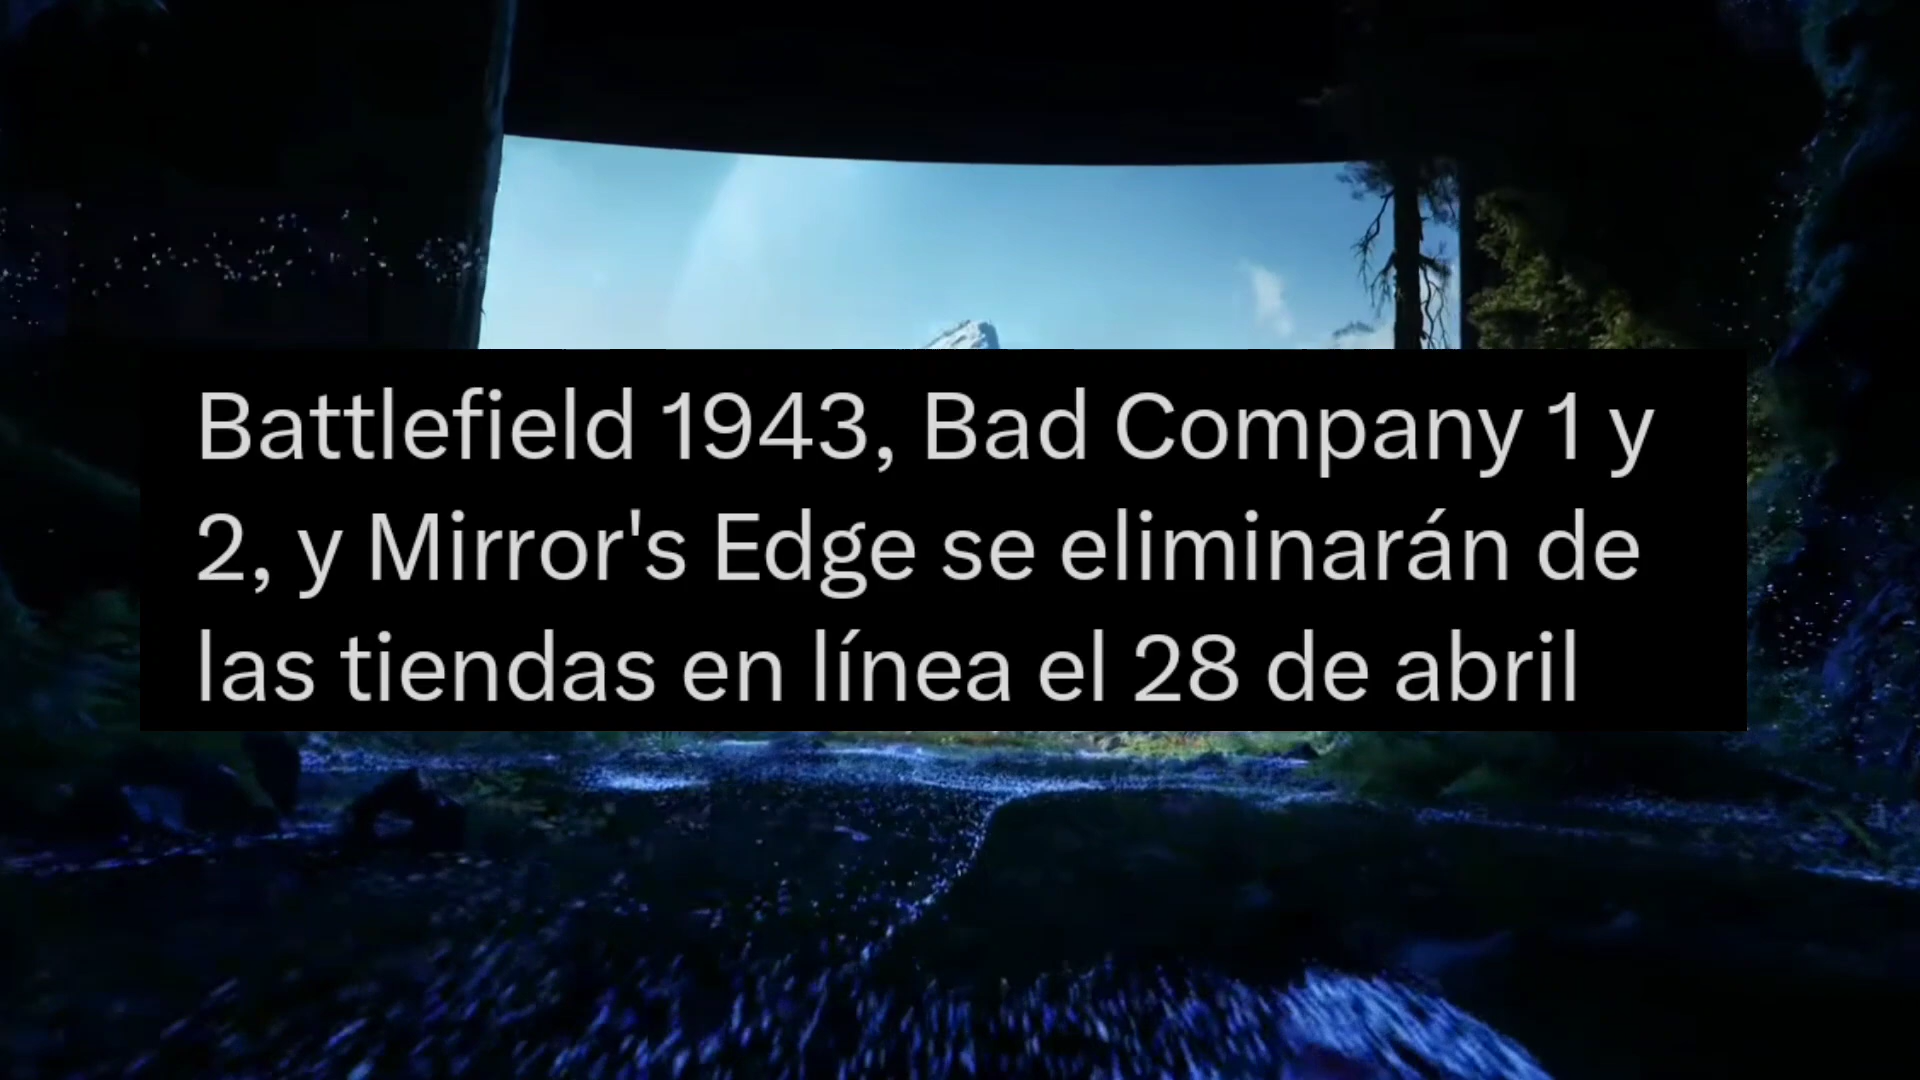 Battlefield 1943, Bad Company 1 y
2, y Mirror's Edge se eliminarán de
las tiendas en línea el 28 de abril